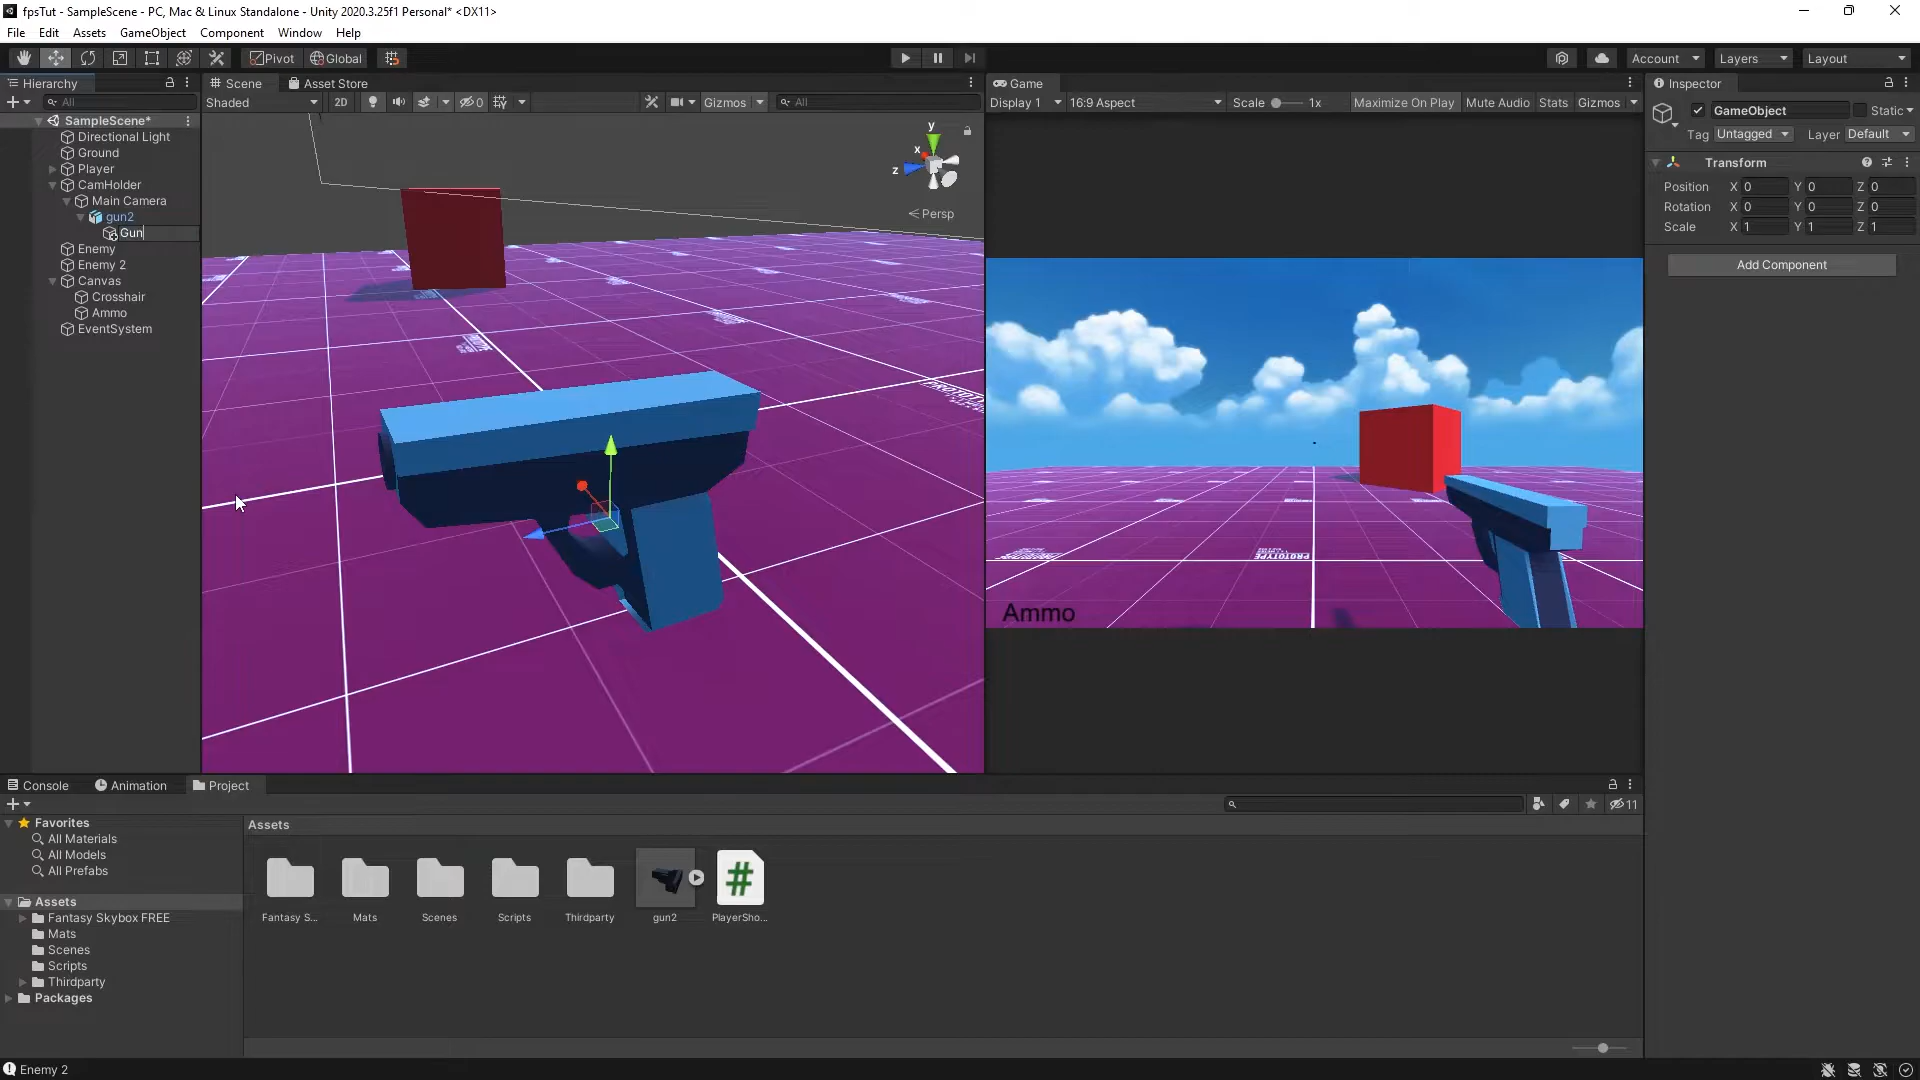 fpsTut - SampleScene - PC, Mac & Linux Standalone - Unity 2020.3.25f1 Personal* <DX11>
File Edit Assets GameObject Component Window Help
Pivot Global Account Layers Layout
Hierarchy
All
SampleScene*
Directional Light
Ground
Player
CamHolder
Main Camera
gun2
Gun
Enemy
Enemy 2
Canvas
Crosshair
Ammo
EventSystem
Scene Asset Store
Shaded 2D 0 Gizmos All
y
x
z
Persp
PROTOTYPE
Game
Display 1 16:9 Aspect Scale 1x Maximize On Play Mute Audio Stats Gizmos
PROTOTYPE
Ammo
Inspector
GameObject Static
Tag Untagged Layer Default
Transform
Position X 0 Y 0 Z 0
Rotation X 0 Y 0 Z 0
Scale X 1 Y 1 Z 1
Add Component
Console Animation Project
11
Favorites
All Materials
All Models
All Prefabs
Assets
Fantasy Skybox FREE
Mats
Scenes
Scripts
Thirdparty
Packages
Assets
Fantasy S...
Mats
Scenes
Scripts
Thirdparty
gun2
#
PlayerSho...
Enemy 2